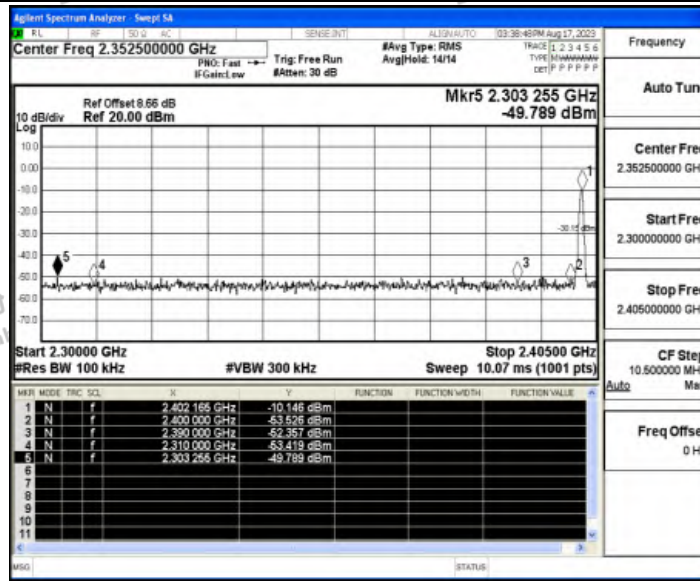 Agilent Spectrum Analyzer - Swept SA
RL RF 50 Ω AC SENSE:INT ALIGN AUTO 03:38:48 PM Aug 17, 2023
Center Freq 2.352500000 GHz
PNO: Fast
IFGain:Low
Trig: Free Run
#Atten: 30 dB
#Avg Type: RMS
Avg|Hold: 14/14
TRACE 1 2 3 4 5 6
TYPE MWWWWW
DET P P P P P P
Mkr5 2.303 255 GHz
-49.789 dBm
Ref Offset 8.66 dB
10 dB/div Ref 20.00 dBm
Log
10.0
0.00
-10.0
-20.0
-30.0
-40.0
-50.0
-60.0
-70.0
1
-30.15 dBm
5
4
3
2
Start 2.30000 GHz Stop 2.40500 GHz
#Res BW 100 kHz #VBW 300 kHz Sweep 10.07 ms (1001 pts)
MKR MODE TRC SCL X Y FUNCTION FUNCTION WIDTH FUNCTION VALUE
1 N f 2.402 165 GHz -10.146 dBm
2 N f 2.400 000 GHz -53.526 dBm
3 N f 2.390 000 GHz -52.357 dBm
4 N f 2.310 000 GHz -53.419 dBm
5 N f 2.303 255 GHz -49.789 dBm
6
7
8
9
10
11
MSG STATUS
Frequency
Auto Tun
Center Fre
2.352500000 GH
Start Fre
2.300000000 GH
Stop Fre
2.405000000 GH
CF Ste
10.500000 MH
Auto Ma
Freq Offse
0 H